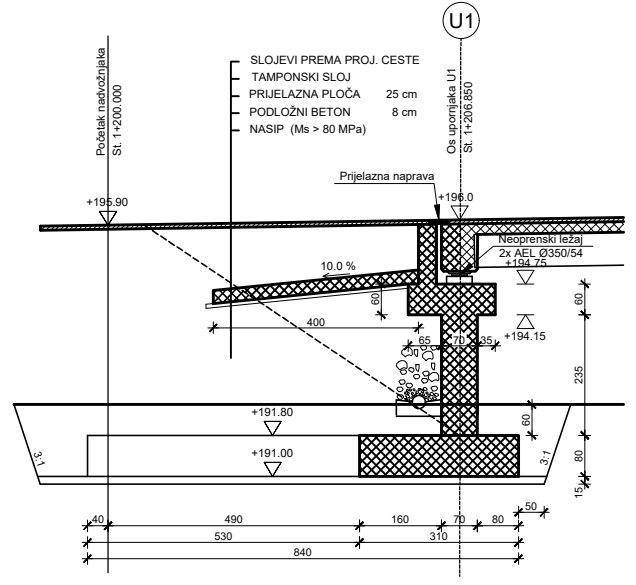 U1
SLOJEVI PREMA PROJ. CESTE
TAMPONSKI SLOJ
PRIJELAZNA PLOČA 25 cm
PODLOŽNI BETON 8 cm
NASIP (Ms > 80 MPa)
Početak nadvožnjaka
St. 1+200.000
Os upornjaka U1
St. 1+206.850
Prijelazna naprava
+195.90
+196.0
Neoprenski ležaj
2x AEL Ø350/54
+194.75
10.0 %
60
60
400
+194.15
65
70
35
235
+191.80
60
+191.00
80
3:1
3:1
15
50
40
490
160
70
80
530
310
840